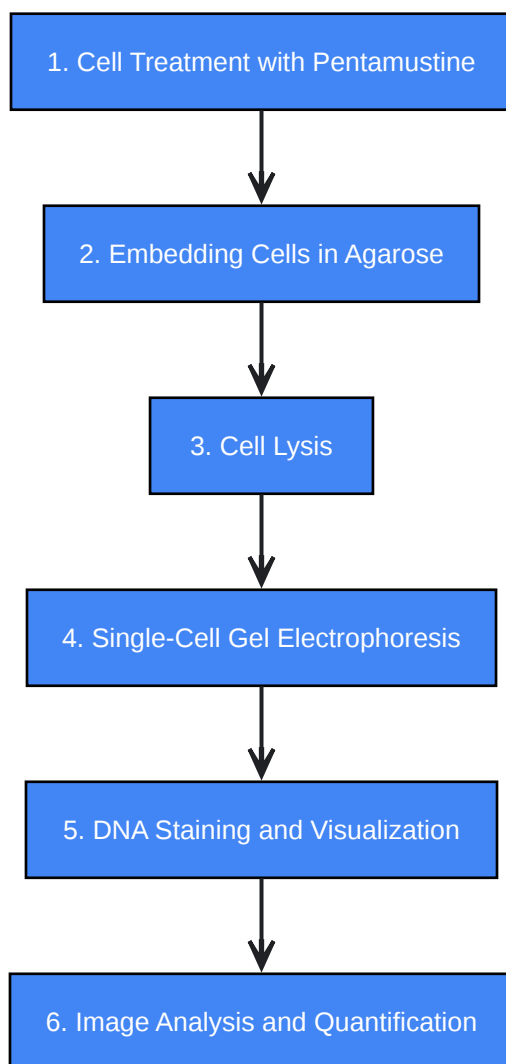 1. Cell Treatment with Pentamustine
2. Embedding Cells in Agarose
3. Cell Lysis
4. Single-Cell Gel Electrophoresis
5. DNA Staining and Visualization
6. Image Analysis and Quantification